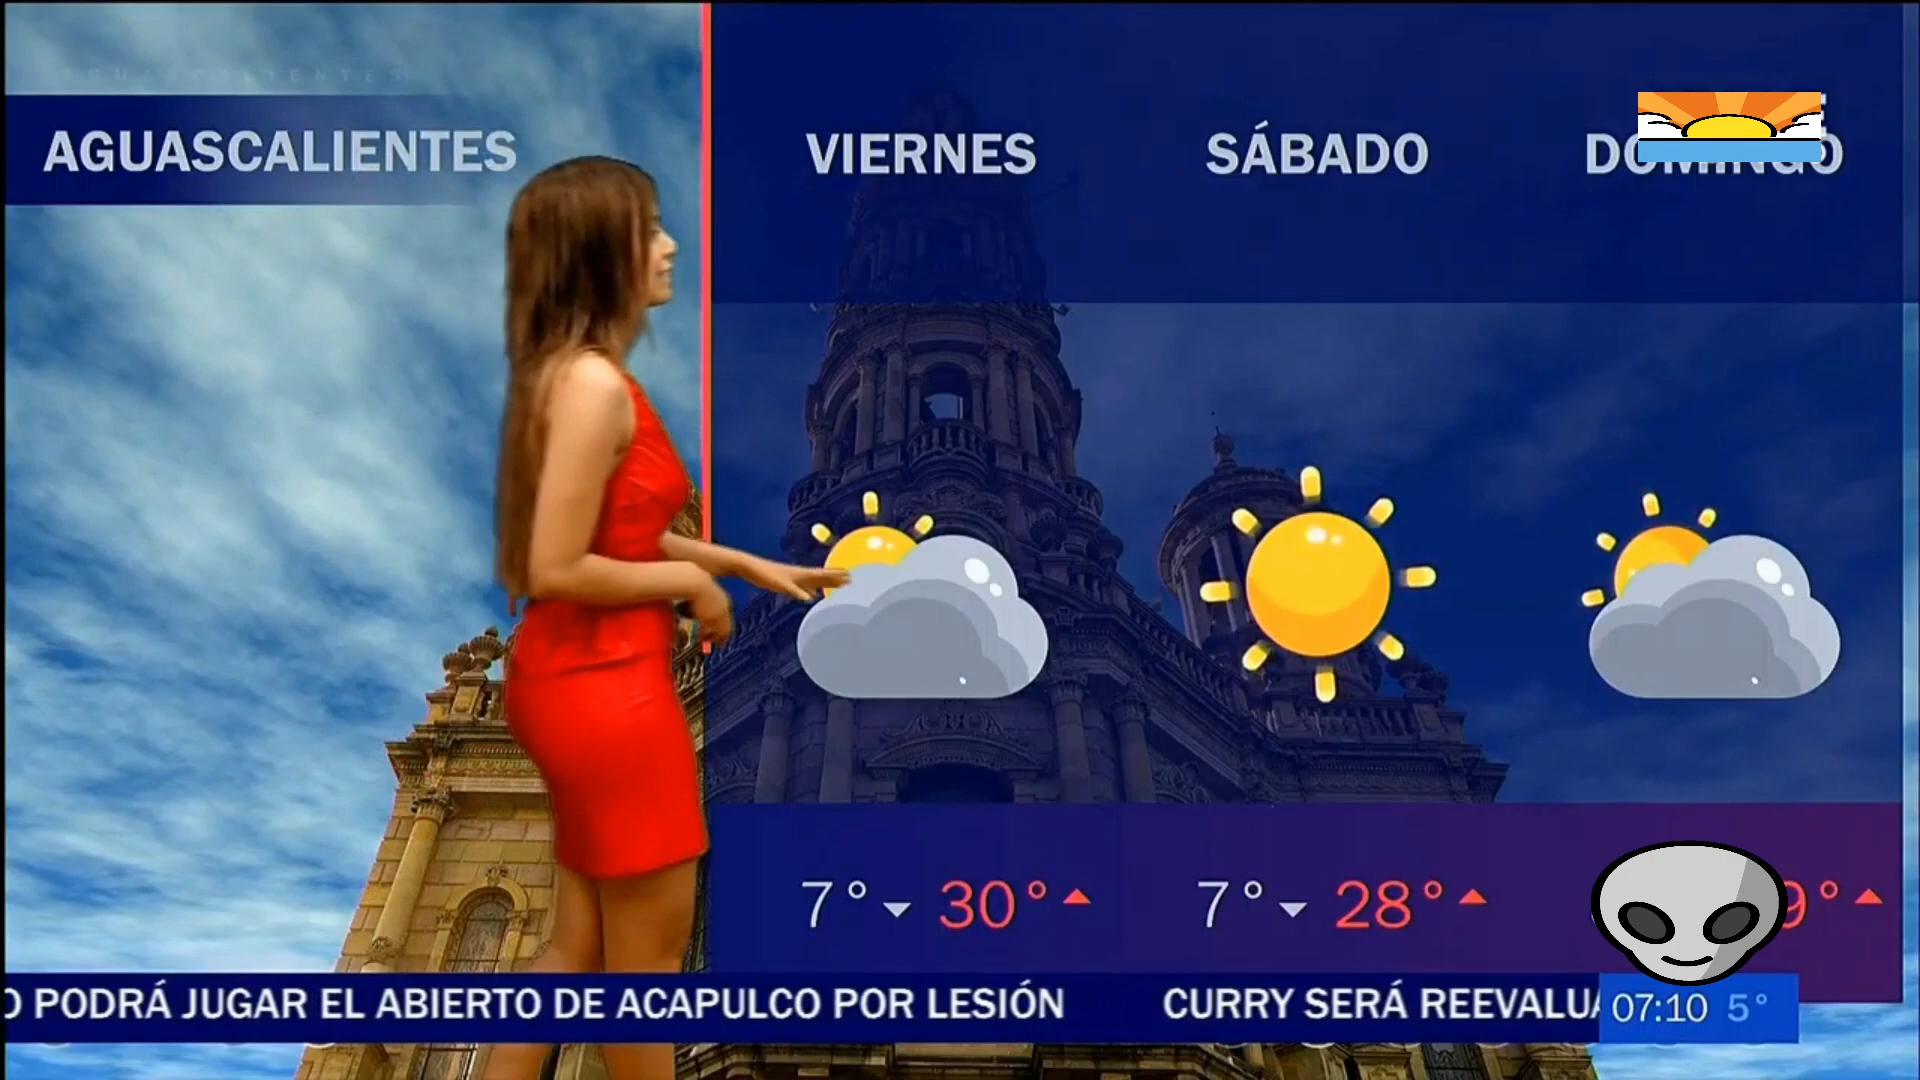 AGUASCALIENTES
AGUASCALIENTES
VIERNES SÁBADO
7° 30° 7° 28°
PODRÁ JUGAR EL ABIERTO DE ACAPULCO POR LESIÓN CURRY SERÁ
07:10 5°